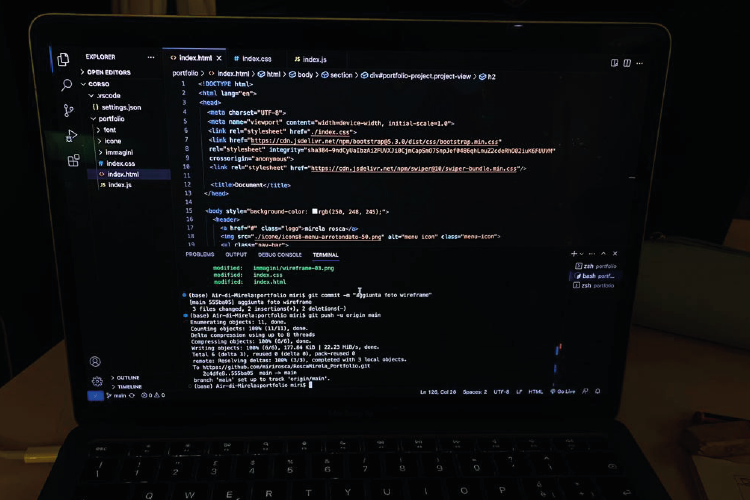 EXPLORER ...
OPEN EDITORS
CORSO
.vscode
settings.json
portfolio
font
icone
immagini
index.css
index.html
index.js
OUTLINE
TIMELINE
index.html
index.css
index.js
portfolio > index.html > html > body > section > div#portfolio-project.project-view > h2
1 <!DOCTYPE html>
2 <html lang="en">
3 <head>
4 <meta charset="UTF-8">
5 <meta name="viewport" content="width=device-width, initial-scale=1.0">
6 <link rel="stylesheet" href="./index.css">
7 <link href="https://cdn.jsdelivr.net/npm/bootstrap@5.3.0/dist/css/bootstrap.min.css"
8 rel="stylesheet"
9 crossorigin="anonymous">
10 <link rel="stylesheet" href="https://cdn.jsdelivr.net/npm/swiper@10/swiper-bundle.min.css"/>
11
12 <title>Document</title>
13 </head>
14
15 <body style="background-color: rgb(250, 248, 245);">
16 <header>
17 <a href="#" class="logo">mirela rosca</a>
18 <img src="./icone/icons8-menu-arrotondato-50.png" alt="menu icon" class="menu-icon">
19 <ul class="nav-bar">
PROBLEMS OUTPUT DEBUG CONSOLE TERMINAL
modified: immagini/wireframe-03.png
modified: index.css
modified: index.html
(base) Air-di-Mirela:portfolio miri$ git commit -m "aggiunta foto wireframe"
[main 555ba05] aggiunta foto wireframe
3 files changed, 2 insertions(+), 2 deletions(-)
(base) Air-di-Mirela:portfolio miri$ git push -u origin main
Enumerating objects: 11, done.
Counting objects: 100% (11/11), done.
Delta compression using up to 8 threads
Compressing objects: 100% (6/6), done.
Writing objects: 100% (6/6), 177.84 KiB | 22.23 MiB/s, done.
Total 6 (delta 3), reused 0 (delta 0), pack-reused 0
remote: Resolving deltas: 100% (3/3), completed with 3 local objects.
To https://github.com/mirirosca/RoscaMirela_Portfolio.git
main -> main
branch 'main' set up to track 'origin/main'.
(base) Air-di-Mirela:portfolio miri$
zsh portfolio
bash portfo...
zsh portfolio
main 0 0
Spaces: 2 UTF-8 LF HTML Go Live
Q W E R T Y U I O P